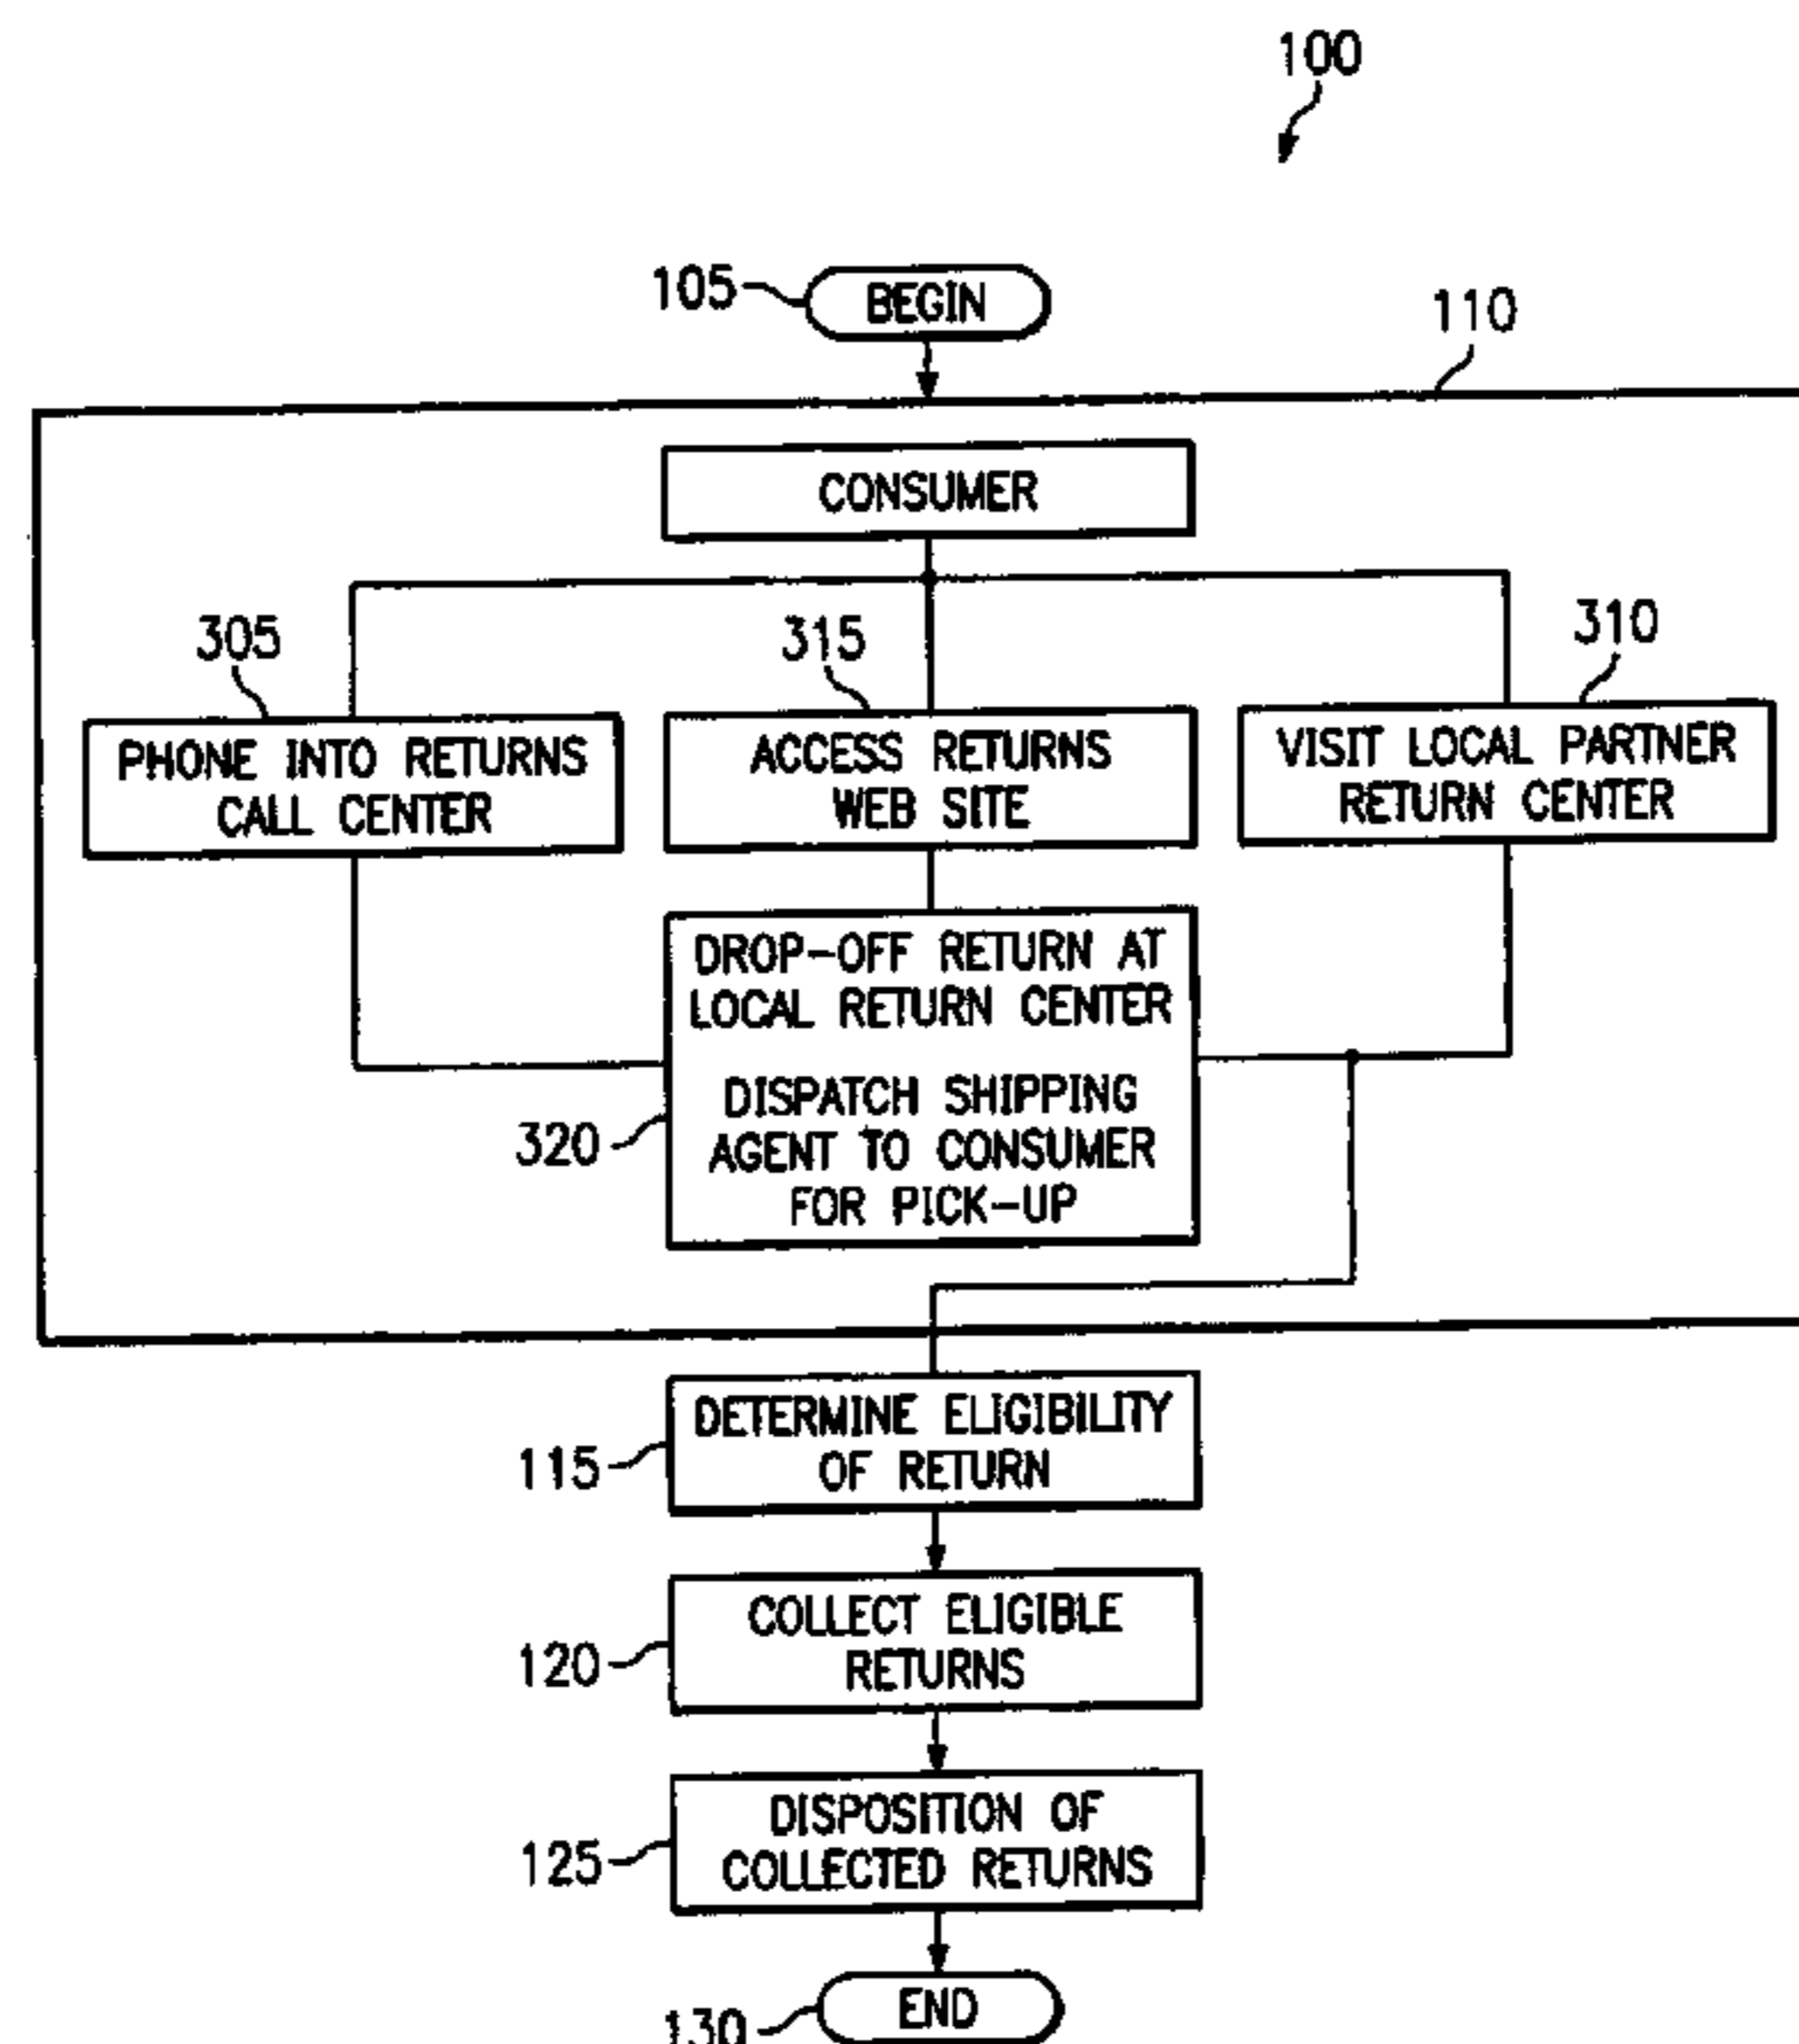 100
105
BEGIN
110
CONSUMER
305
315
310
PHONE INTO RETURNS
CALL CENTER
ACCESS RETURNS
WEB SITE
VISIT LOCAL PARTNER
RETURN CENTER
DROP-OFF RETURN AT
LOCAL RETURN CENTER
320
DISPATCH SHIPPING
AGENT TO CONSUMER
FOR PICK-UP
115
DETERMINE ELIGIBILITY
OF RETURN
120
COLLECT ELIGIBLE
RETURNS
125
DISPOSITION OF
COLLECTED RETURNS
130
END